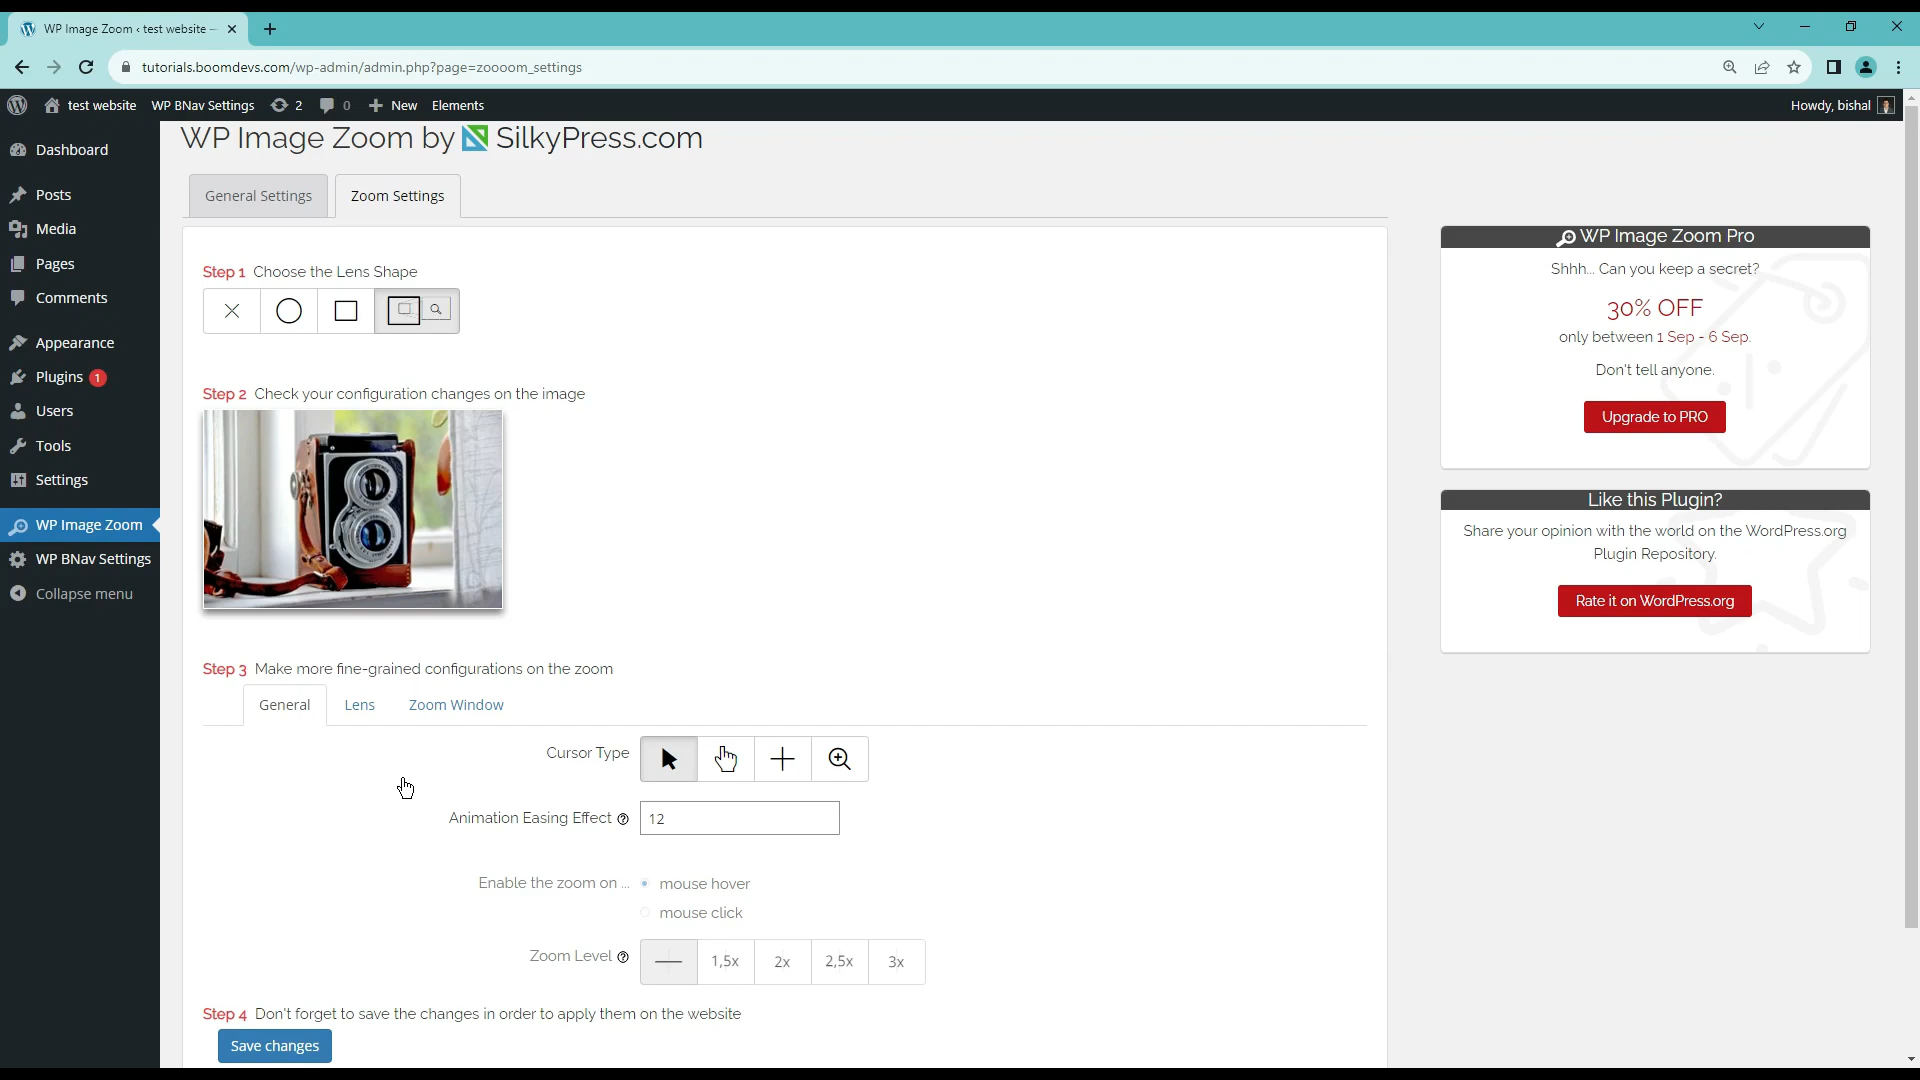 WP Image Zoom ‹ test website —
tutorials.boomdevs.com/wp-admin/admin.php?page=zoooom_settings
test website WP BNav Settings 2 0 New Elements Howdy, bishal
Dashboard
Posts
Media
Pages
Comments
Appearance
Plugins 1
Users
Tools
Settings
WP Image Zoom
WP BNav Settings
Collapse menu
WP Image Zoom by SilkyPress.com
General Settings Zoom Settings
Step 1 Choose the Lens Shape
Step 2 Check your configuration changes on the image
Step 3 Make more fine-grained configurations on the zoom
General Lens Zoom Window
Cursor Type
Animation Easing Effect 12
Enable the zoom on ... mouse hover
mouse click
Zoom Level 1,5x 2x 2,5x 3x
Step 4 Don't forget to save the changes in order to apply them on the website
Save changes
WP Image Zoom Pro
Shhh... Can you keep a secret?
30% OFF
only between 1 Sep - 6 Sep.
Don't tell anyone.
Upgrade to PRO
Like this Plugin?
Share your opinion with the world on the WordPress.org
Plugin Repository.
Rate it on WordPress.org